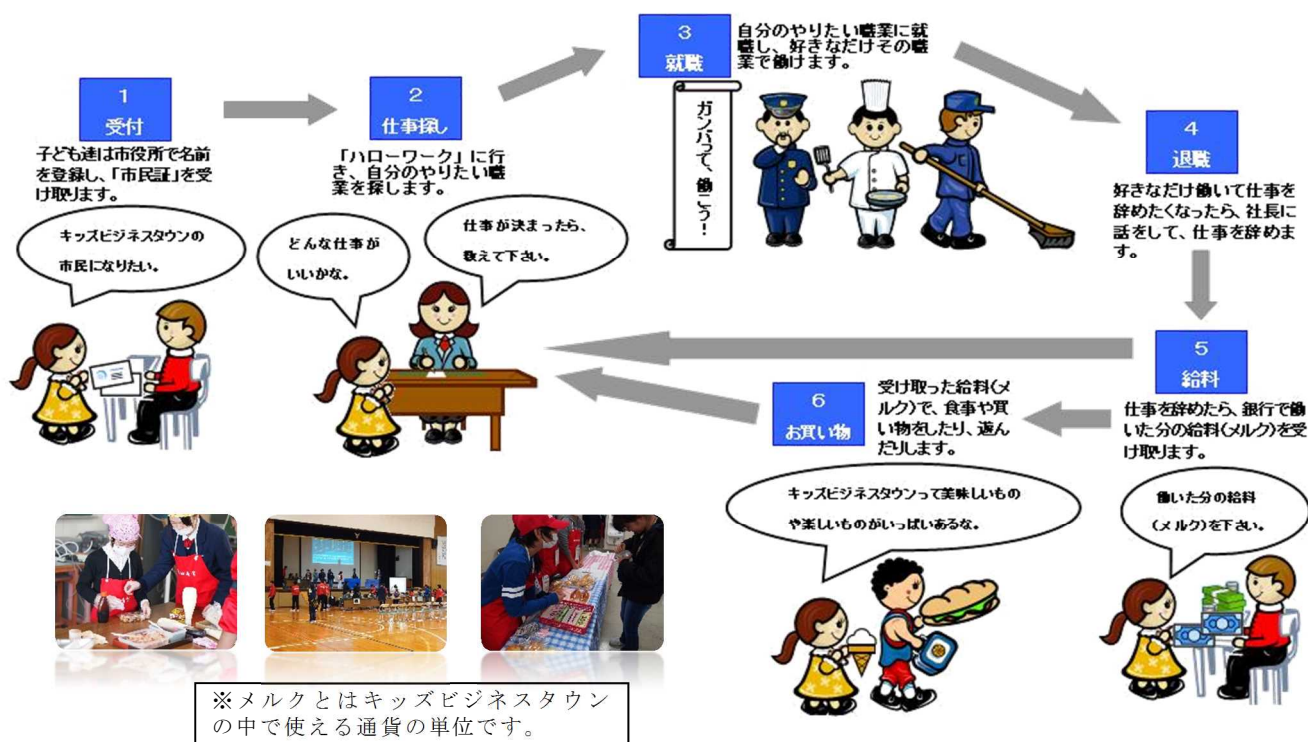 1
受付
子ども達は市役所で名前
を登録し、「市民証」を受
け取ります。
キッズビジネスタウンの
市民になりたい。
2
仕事探し
「ハローワーク」に行
き、自分のやりたい職
業を探します。
どんな仕事が
いいかな。
仕事が決まったら、
教えて下さい。
3
就職
自分のやりたい職業に就
職し、好きなだけその職
業で働けます。
ガンバって、働こう!
4
退職
好きなだけ働いて仕事を
辞めたくなったら、社長に
話をして、仕事を辞めま
す。
5
給料
仕事を辞めたら、銀行で働
いた分の給料(メルク)を受
け取ります。
働いた分の給料
(メルク)を下さい。
6
お買い物
受け取った給料(メ
ルク)で、食事や買
い物をしたり、遊ん
だりします。
キッズビジネスタウンって美味しいもの
や楽しいものがいっぱいあるな。
※メルクとはキッズビジネスタウン
の中で使える通貨の単位です。